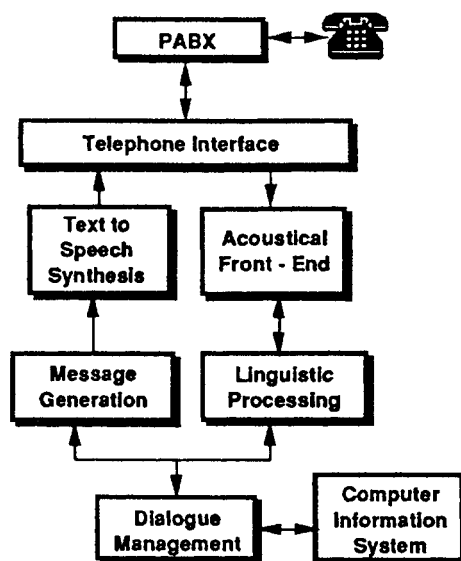 PABX
Telephone Interface
Text to
Speech
Synthesis
Acoustical
Front - End
Message
Generation
Linguistic
Processing
Dialogue
Management
Computer
Information
System